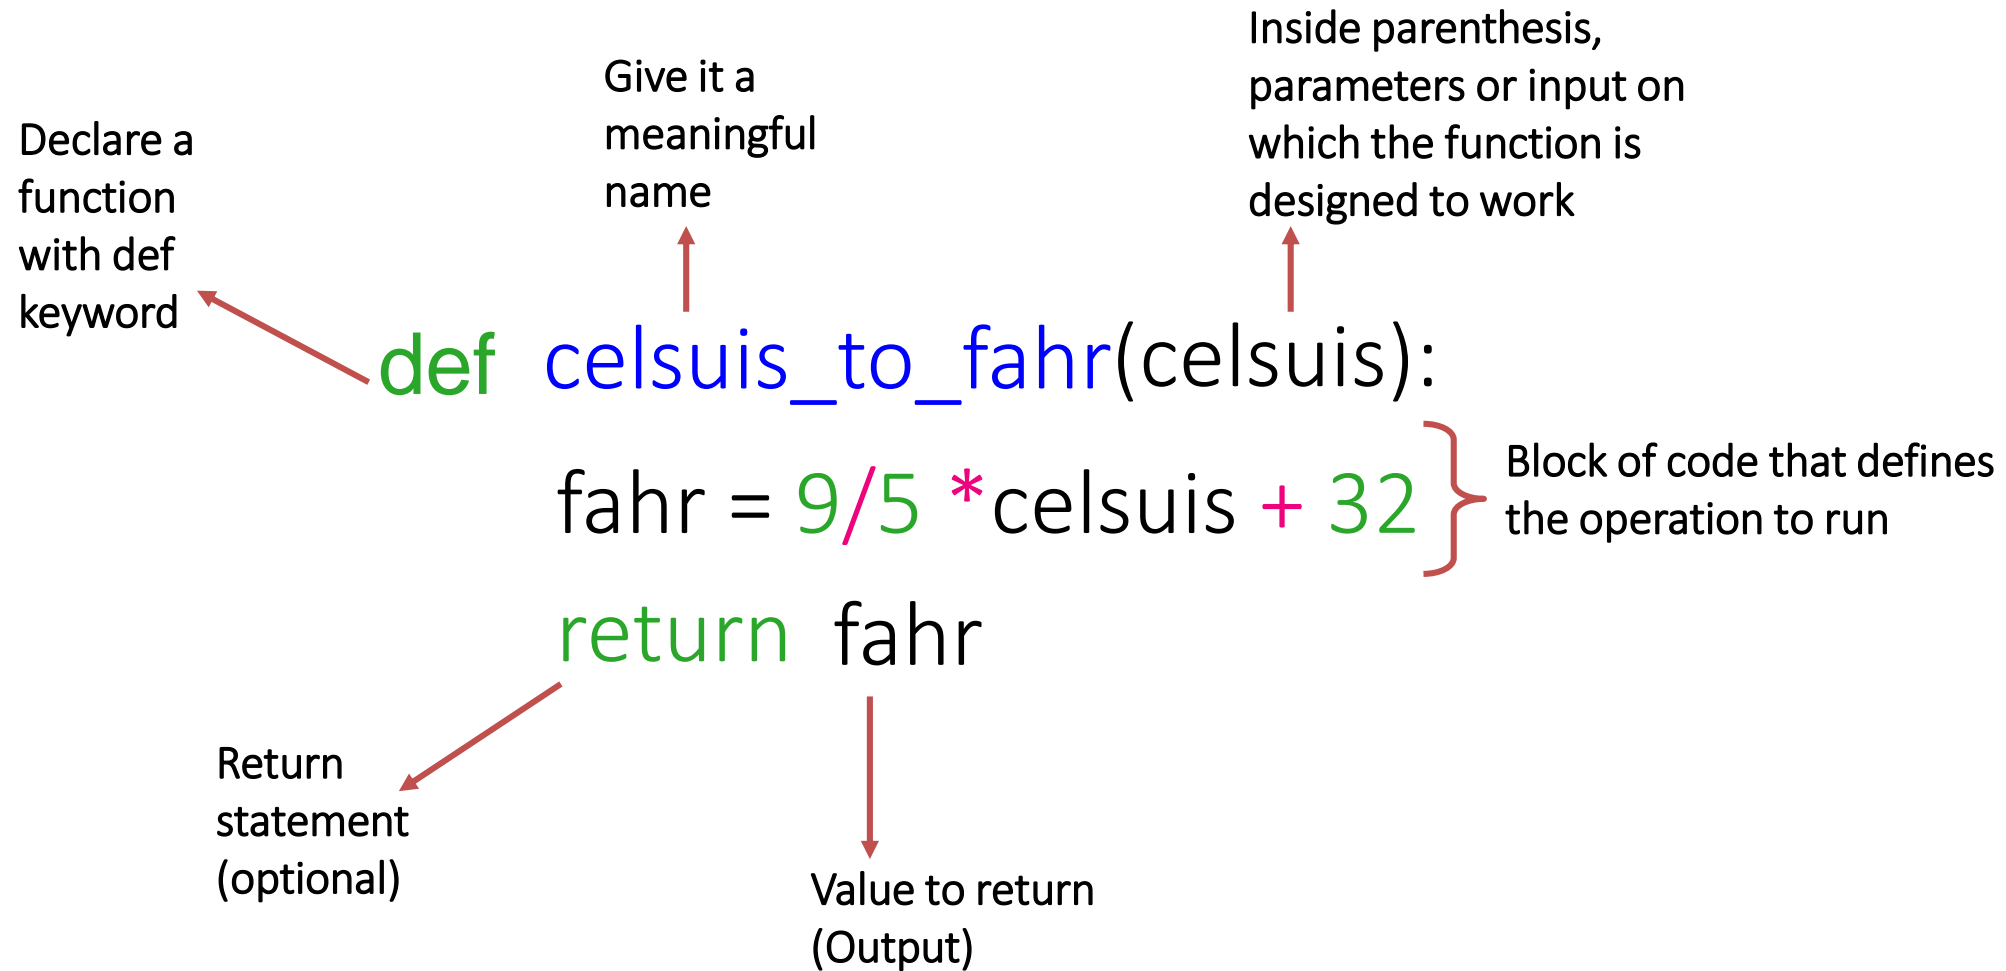 Inside parenthesis,
parameters or input on
which the function is
designed to work
Give it a
meaningful
name
Declare a
function
with def
keyword
def celsuis_to_fahr(celsuis):
fahr = 9/5 *celsuis + 32
Block of code that defines
the operation to run
return fahr
Return
statement
(optional)
Value to return
(Output)